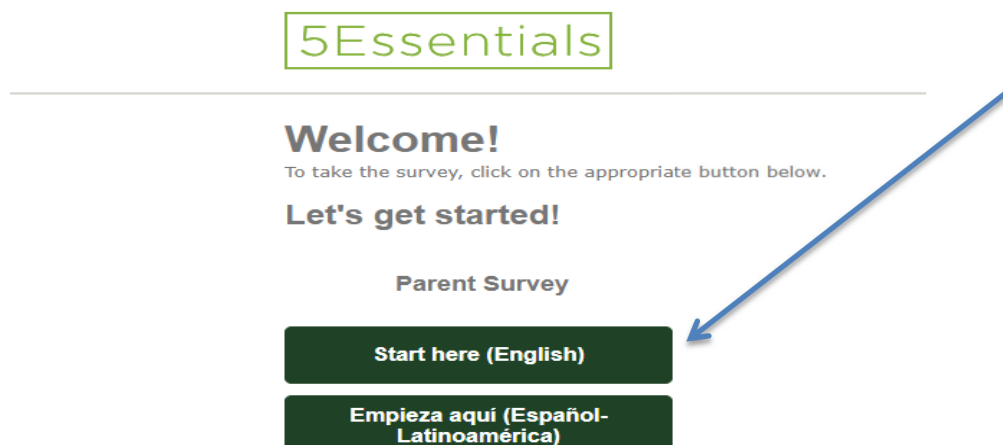 5Essentials
Welcome!
To take the survey, click on the appropriate button below.
Let's get started!
Parent Survey
Start here (English)
Empieza aquí (Español-
Latinoamérica)